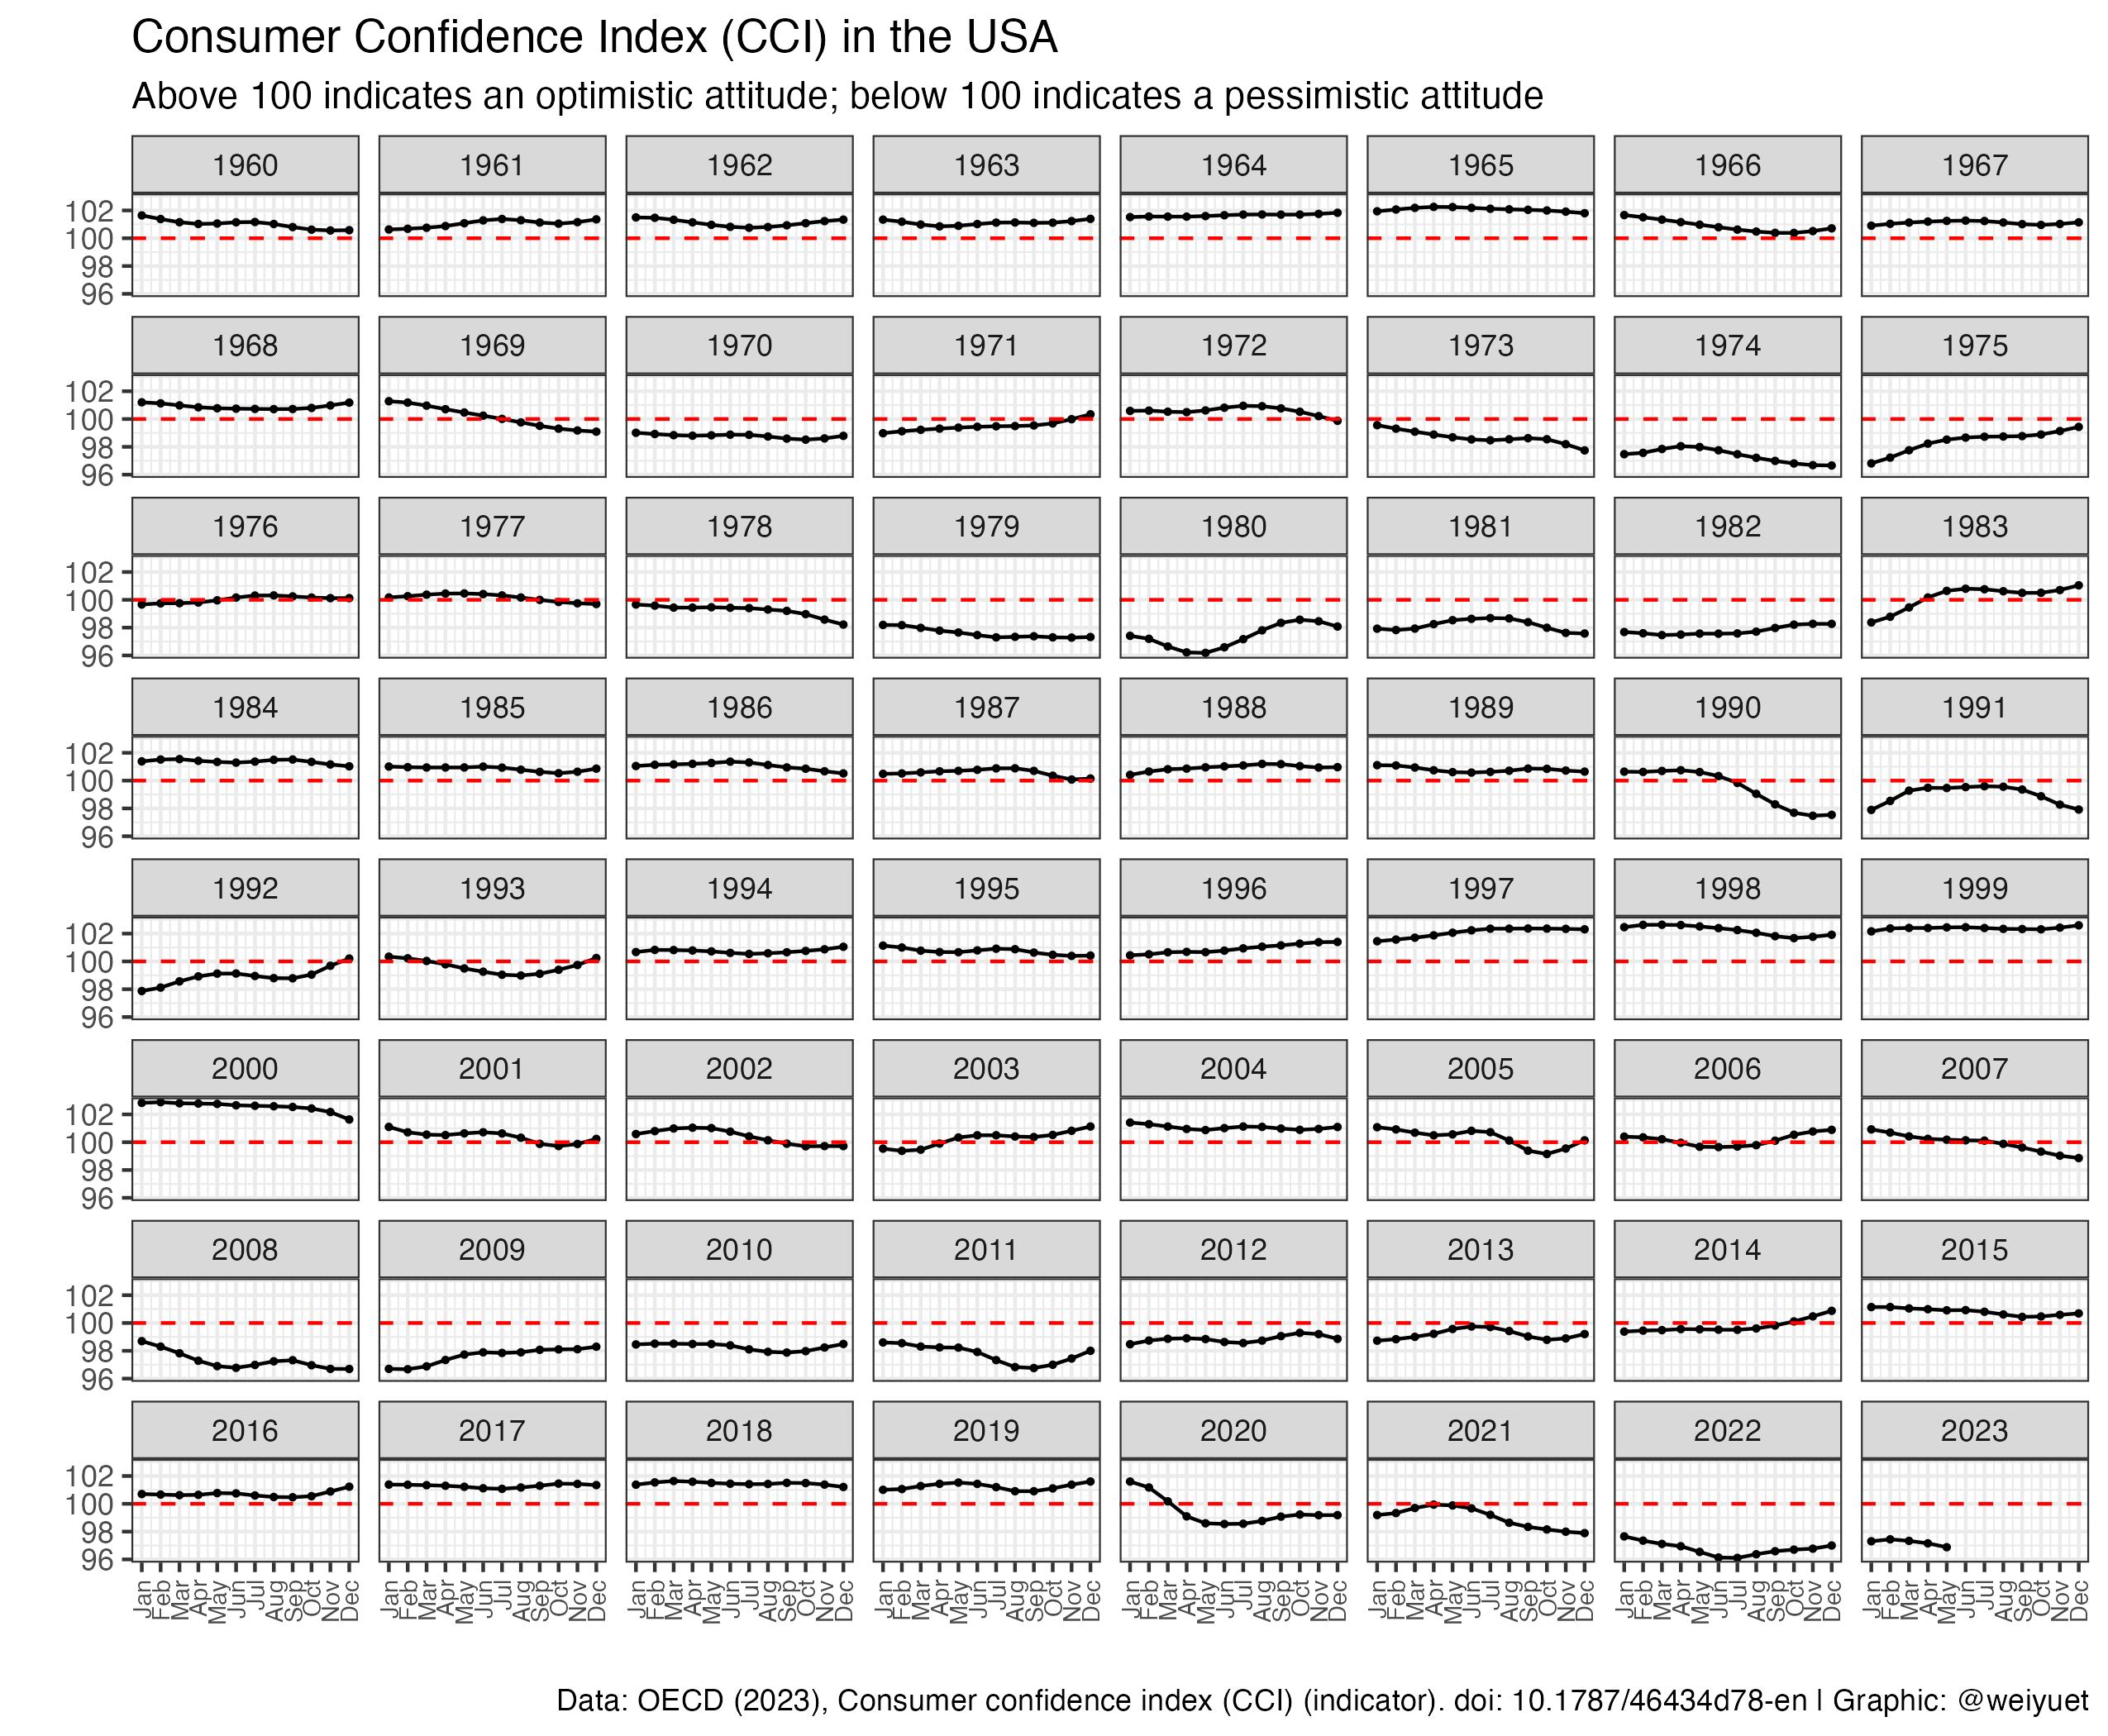 Consumer Confidence Index (CCI) in the USA
Above 100 indicates an optimistic attitude; below 100 indicates a pessimistic attitude
1960 1961 1962 1963 1964 1965 1966 1967
102
100
98
96
1968 1969 1970 1971 1972 1973 1974 1975
102
100
98
96
1976 1977 1978 1979 1980 1981 1982 1983
102
100
98
96
1984 1985 1986 1987 1988 1989 1990 1991
102
100
98
96
1992 1993 1994 1995 1996 1997 1998 1999
102
100
98
96
2000 2001 2002 2003 2004 2005 2006 2007
102
100
98
96
2008 2009 2010 2011 2012 2013 2014 2015
102
100
98
96
2016 2017 2018 2019 2020 2021 2022 2023
102
100
98
96
Jan Feb Mar Apr May Jun Jul Aug Sep Oct Nov Dec Jan Feb Mar Apr May Jun Jul Aug Sep Oct Nov Dec Jan Feb Mar Apr May Jun Jul Aug Sep Oct Nov Dec Jan Feb Mar Apr May Jun Jul Aug Sep Oct Nov Dec Jan Feb Mar Apr May Jun Jul Aug Sep Oct Nov Dec Jan Feb Mar Apr May Jun Jul Aug Sep Oct Nov Dec Jan Feb Mar Apr May Jun Jul Aug Sep Oct Nov Dec Jan Feb Mar Apr May Jun Jul Aug Sep Oct Nov Dec
Data: OECD (2023), Consumer confidence index (CCI) (indicator). doi: 10.1787/46434d78-en | Graphic: @weiyuet